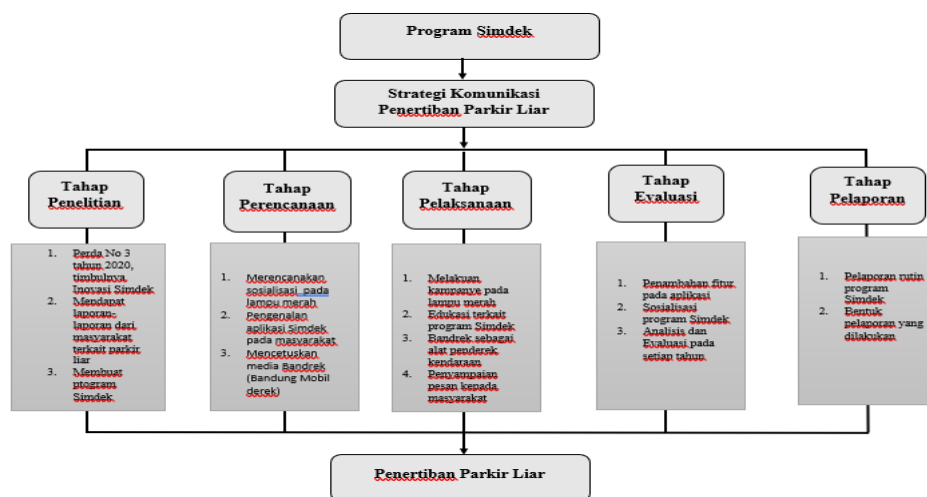 Program Simdek
Strategi Komunikasi
Penertiban Parkir Liar
Tahap
Penelitian
1. Perda No 3
tahun 2020,
timbulnya
Inovasi Simdek
2. Mendapat
laporan-
laporan dari
masyarakat
terkait parkir
liar
3. Membuat
ptogram
Simdek
Tahap
Perencanaan
1. Merencanakan
sosialisasi pada
lampu merah
2. Pengenalan
aplikasi Simdek
pada masyarakat
3. Mencetuskan
media Bandrek
(Bandung Mobil
derek)
Tahap
Pelaksanaan
1. Melakuan
kampanye pada
lampu merah
2. Edukasi terkait
program Simdek
3. Bandrek sebagai
alat penderek
kendaraan
4. Penyampaian
pesan kepada
masyarakat
Tahap
Evaluasi
1. Penambahan fitur
pada aplikasi
2. Sosialisasi
program Simdek
3. Analisis dan
Evaluasi pada
setiap tahun
Tahap
Pelaporan
1. Pelaporan rutin
program
Simdek
2. Bentuk
pelaporan yang
dilakukan
Penertiban Parkir Liar